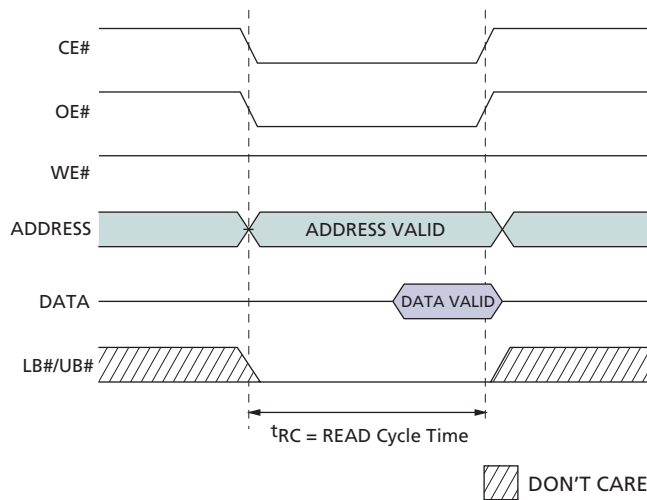 CE#
OE#
WE#
ADDRESS
ADDRESS VALID
DATA
DATA VALID
LB#/UB#
tRC = READ Cycle Time
DON'T CARE